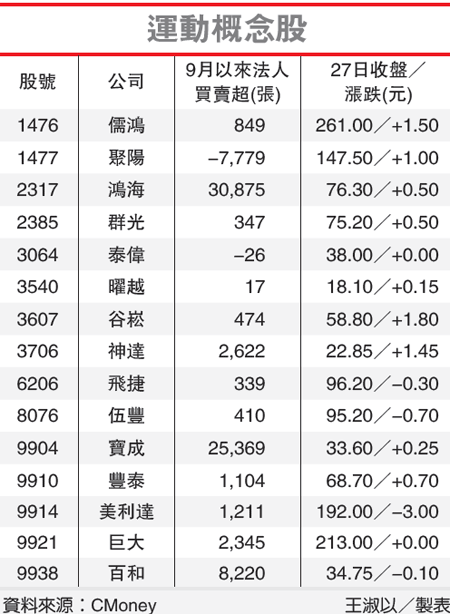 運動概念股
股號 公司 9月以來法人買賣超(張) 27日收盤／漲跌(元)
1476 儒鴻 849 261.00／+1.50
1477 聚陽 −7,779 147.50／+1.00
2317 鴻海 30,875 76.30／+0.50
2385 群光 347 75.20／+0.50
3064 泰偉 −26 38.00／+0.00
3540 曜越 17 18.10／+0.15
3607 谷崧 474 58.80／+1.80
3706 神達 2,622 22.85／+1.45
6206 飛捷 339 96.20／−0.30
8076 伍豐 410 95.20／−0.70
9904 寶成 25,369 33.60／+0.25
9910 豐泰 1,104 68.70／+0.70
9914 美利達 1,211 192.00／−3.00
9921 巨大 2,345 213.00／+0.00
9938 百和 8,220 34.75／−0.10
資料來源：CMoney 王淑以／製表